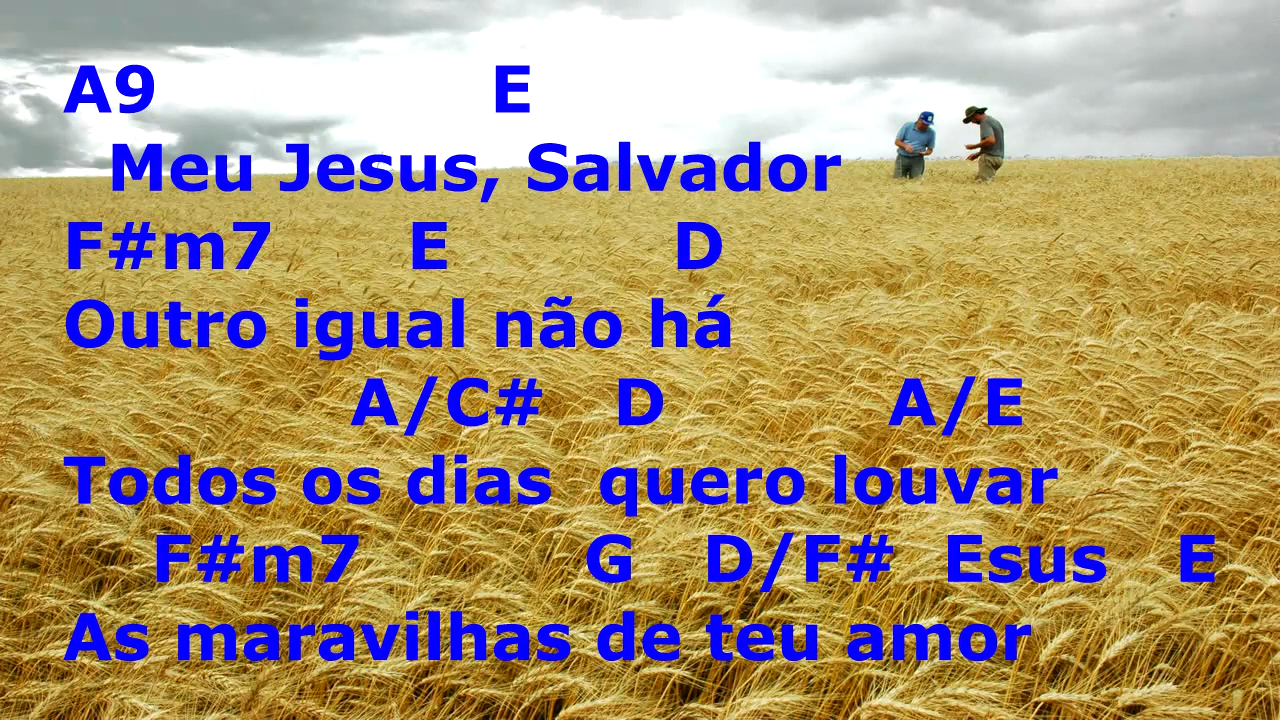 A9 E
Meu Jesus, Salvador
F#m7 E D
Outro igual não há
A/C# D A/E
Todos os dias quero louvar
F#m7 G D/F# Esus E
As maravilhas de teu amor